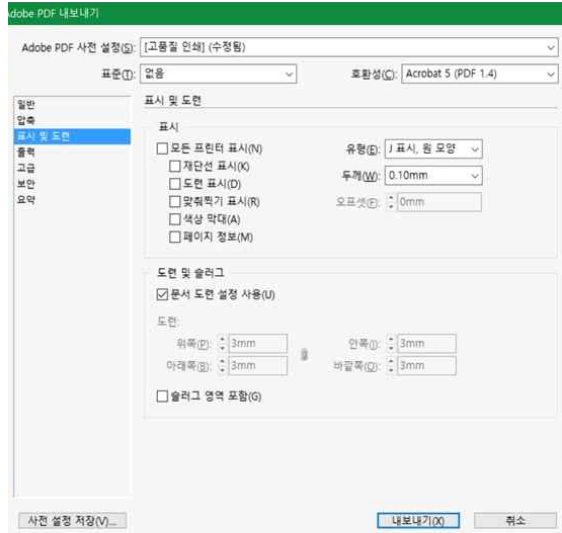 Adobe PDF 내보내기
Adobe PDF 사전 설정(S): [고품질 인쇄] (수정됨)
표준(T): 없음 호환성(C): Acrobat 5 (PDF 1.4)
일반
압축
표시 및 도련
출력
고급
보안
요약
표시 및 도련
표시
모든 프린터 표시(N) 유형(E): J 표시, 원 모양
재단선 표시(K) 두께(W): 0.10mm
도련 표시(D)
맞춰찍기 표시(R) 오프셋(F): 0mm
색상 막대(A)
페이지 정보(M)
도련 및 슬러그
문서 도련 설정 사용(U)
도련:
위쪽(P): 3mm 안쪽(I): 3mm
아래쪽(B): 3mm 바깥쪽(O): 3mm
슬러그 영역 포함(G)
사전 설정 저장(V)... 내보내기(X) 취소